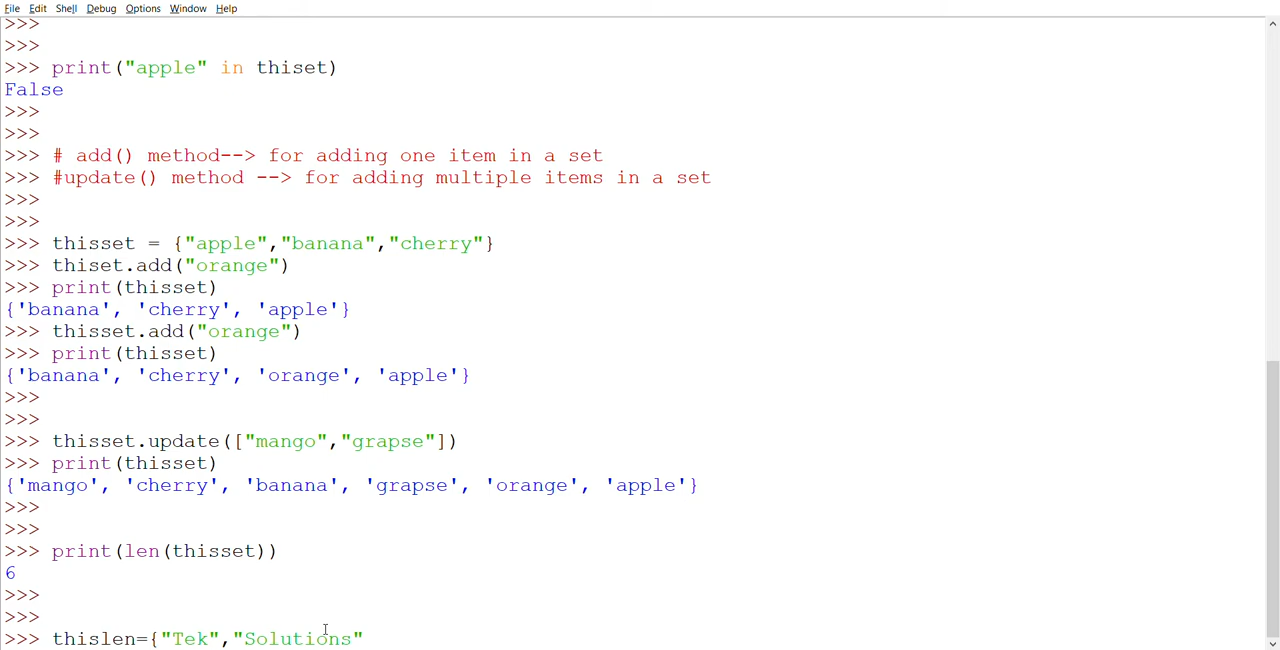 File Edit Shell Debug Options Window Help
>>>
>>>
>>> print("apple" in thiset)
False
>>>
>>>
>>> # add() method--> for adding one item in a set
>>> #update() method --> for adding multiple items in a set
>>>
>>>
>>> thisset = {"apple","banana","cherry"}
>>> thiset.add("orange")
>>> print(thisset)
{'banana', 'cherry', 'apple'}
>>> thisset.add("orange")
>>> print(thisset)
{'banana', 'cherry', 'orange', 'apple'}
>>>
>>>
>>> thisset.update(["mango","grapse"])
>>> print(thisset)
{'mango', 'cherry', 'banana', 'grapse', 'orange', 'apple'}
>>>
>>>
>>> print(len(thisset))
6
>>>
>>>
>>> thislen={"Tek","Solutions"